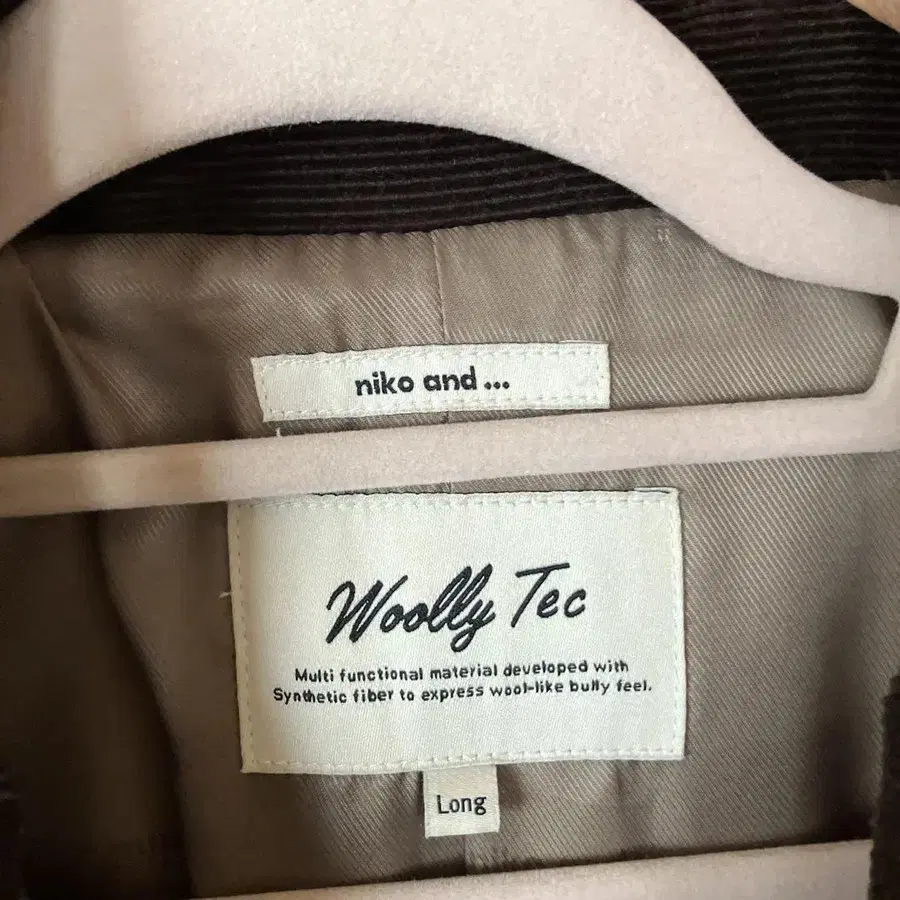 niko and...
Woolly Tec
Multi functional material developed with
Synthetic fiber to express wool-like bully feel.
Long